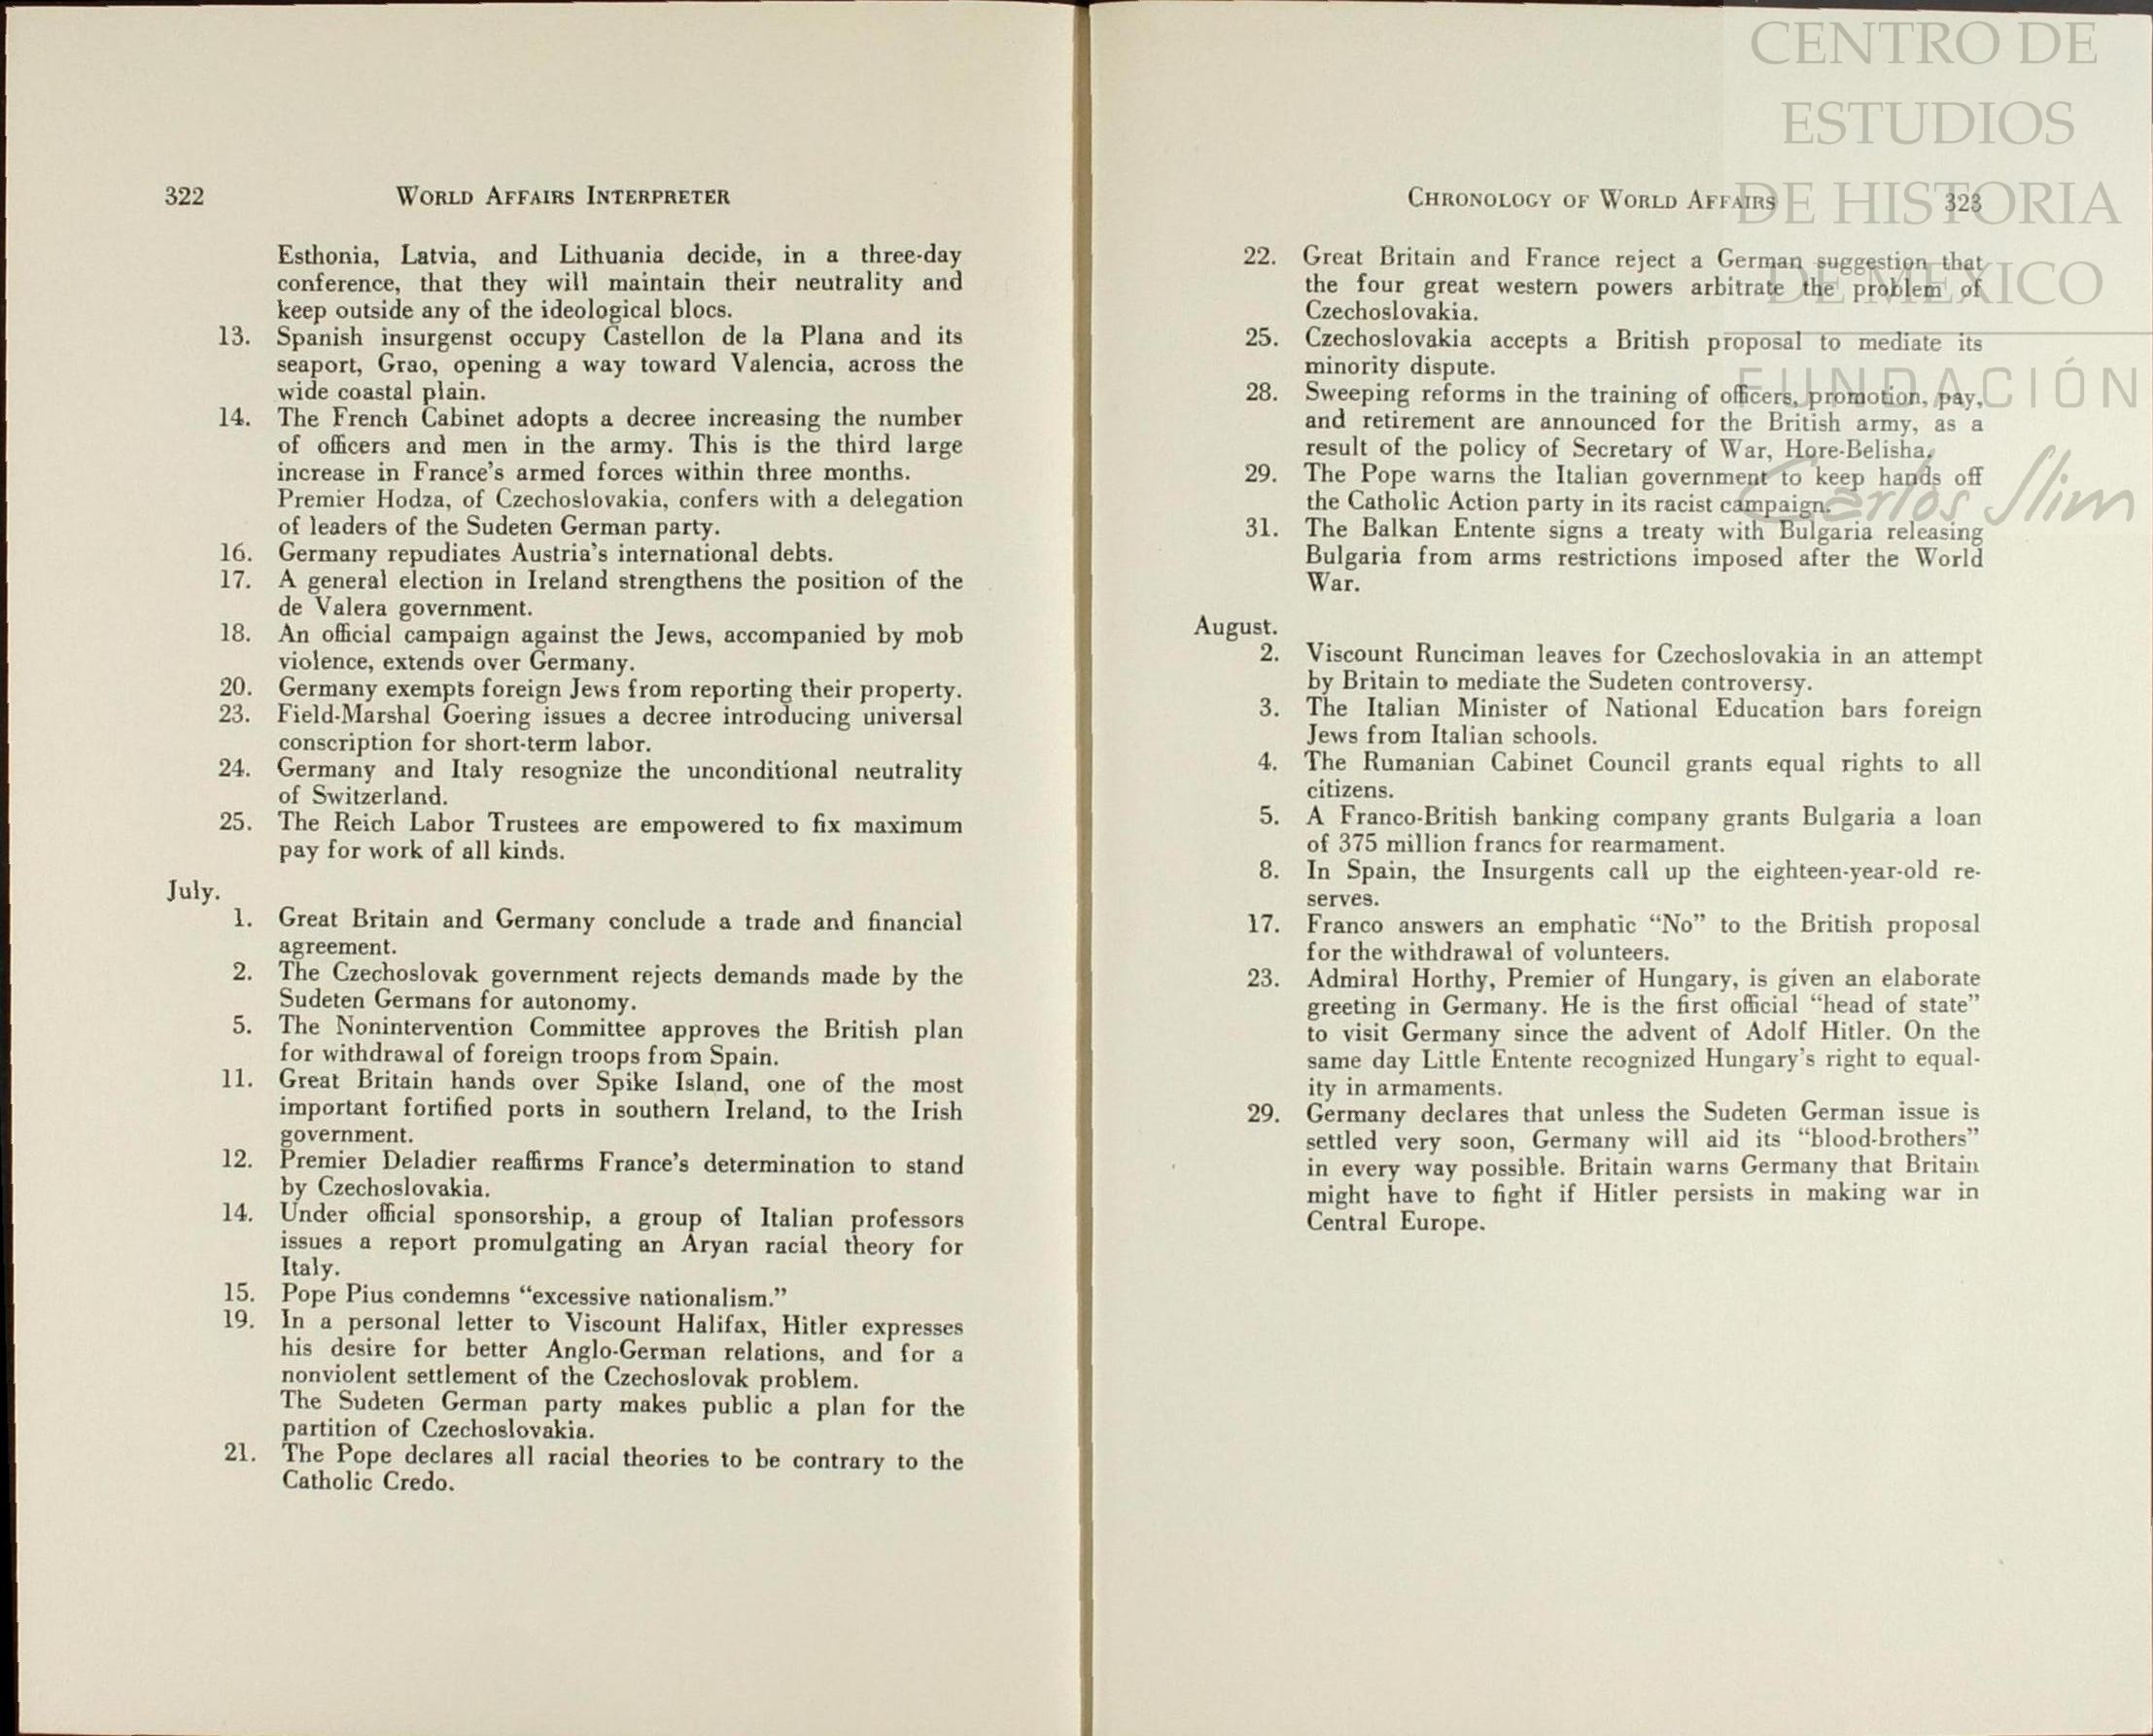 322 WORLD AFFAIRS INTERPRETER
Esthonia, Latvia, and Lithuania decide, in a three-day
conference, that they will maintain their neutrality and
keep outside any of the ideological blocs.
13. Spanish insurgenst occupy Castellon de la Plana and its
seaport, Grao, opening a way toward Valencia, across the
wide coastal plain.
14. The French Cabinet adopts a decree increasing the number
of officers and men in the army. This is the third large
increase in France's armed forces within three months.
Premier Hodza, of Czechoslovakia, confers with a delegation
of leaders of the Sudeten German party.
16. Germany repudiates Austria's international debts.
17. A general election in Ireland strengthens the position of the
de Valera government.
18. An official campaign against the Jews, accompanied by mob
violence, extends over Germany.
20. Germany exempts foreign Jews from reporting their property.
23. Field-Marshal Goering issues a decree introducing universal
conscription for short-term labor.
24. Germany and Italy resognize the unconditional neutrality
of Switzerland.
25. The Reich Labor Trustees are empowered to fix maximum
pay for work of all kinds.
July.
1. Great Britain and Germany conclude a trade and financial
agreement.
2. The Czechoslovak government rejects demands made by the
Sudeten Germans for autonomy.
5. The Nonintervention Committee approves the British plan
for withdrawal of foreign troops from Spain.
11. Great Britain hands over Spike Island, one of the most
important fortified ports in southern Ireland, to the Irish
government.
12. Premier Deladier reaffirms France's determination to stand
by Czechoslovakia.
14. Under official sponsorship, a group of Italian professors
issues a report promulgating an Aryan racial theory for
Italy.
15. Pope Pius condemns “excessive nationalism.”
19. In a personal letter to Viscount Halifax, Hitler expresses
his desire for better Anglo-German relations, and for a
nonviolent settlement of the Czechoslovak problem.
The Sudeten German party makes public a plan for the
partition of Czechoslovakia.
21. The Pope declares all racial theories to be contrary to the
Catholic Credo.
CHRONOLOGY OF WORLD AFFAIRS 323
22. Great Britain and France reject a German suggestion that
the four great western powers arbitrate the problem of
Czechoslovakia.
25. Czechoslovakia accepts a British proposal to mediate its
minority dispute.
28. Sweeping reforms in the training of officers, promotion, pay,
and retirement are announced for the British army, as a
result of the policy of Secretary of War, Hore-Belisha.
29. The Pope warns the Italian government to keep hands off
the Catholic Action party in its racist campaign.
31. The Balkan Entente signs a treaty with Bulgaria releasing
Bulgaria from arms restrictions imposed after the World
War.
August.
2. Viscount Runciman leaves for Czechoslovakia in an attempt
by Britain to mediate the Sudeten controversy.
3. The Italian Minister of National Education bars foreign
Jews from Italian schools.
4. The Rumanian Cabinet Council grants equal rights to all
citizens.
5. A Franco-British banking company grants Bulgaria a loan
of 375 million francs for rearmament.
8. In Spain, the Insurgents call up the eighteen-year-old re-
serves.
17. Franco answers an emphatic “No” to the British proposal
for the withdrawal of volunteers.
23. Admiral Horthy, Premier of Hungary, is given an elaborate
greeting in Germany. He is the first official “head of state”
to visit Germany since the advent of Adolf Hitler. On the
same day Little Entente recognized Hungary's right to equal-
ity in armaments.
29. Germany declares that unless the Sudeten German issue is
settled very soon, Germany will aid its “blood-brothers”
in every way possible. Britain warns Germany that Britain
might have to fight if Hitler persists in making war in
Central Europe.
CENTRO DE
ESTUDIOS
DE HISTORIA
DE MEXICO
FUNDACIÓN
Carlos Slim